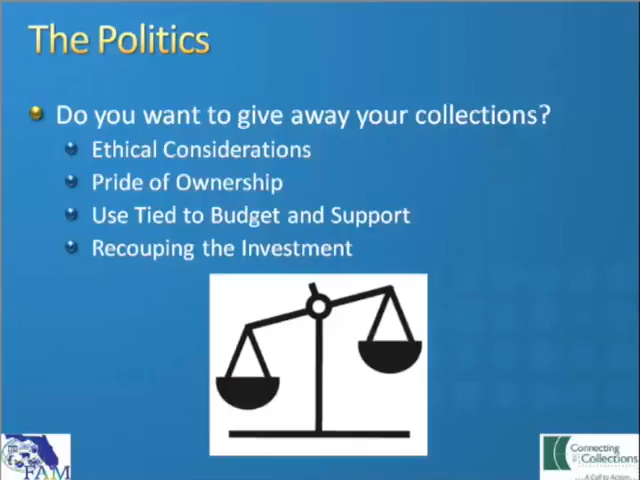 The Politics
Do you want to give away your collections?
Ethical Considerations
Pride of Ownership
Use Tied to Budget and Support
Recouping the Investment
FAM
Connecting
to Collections
A Call to Action